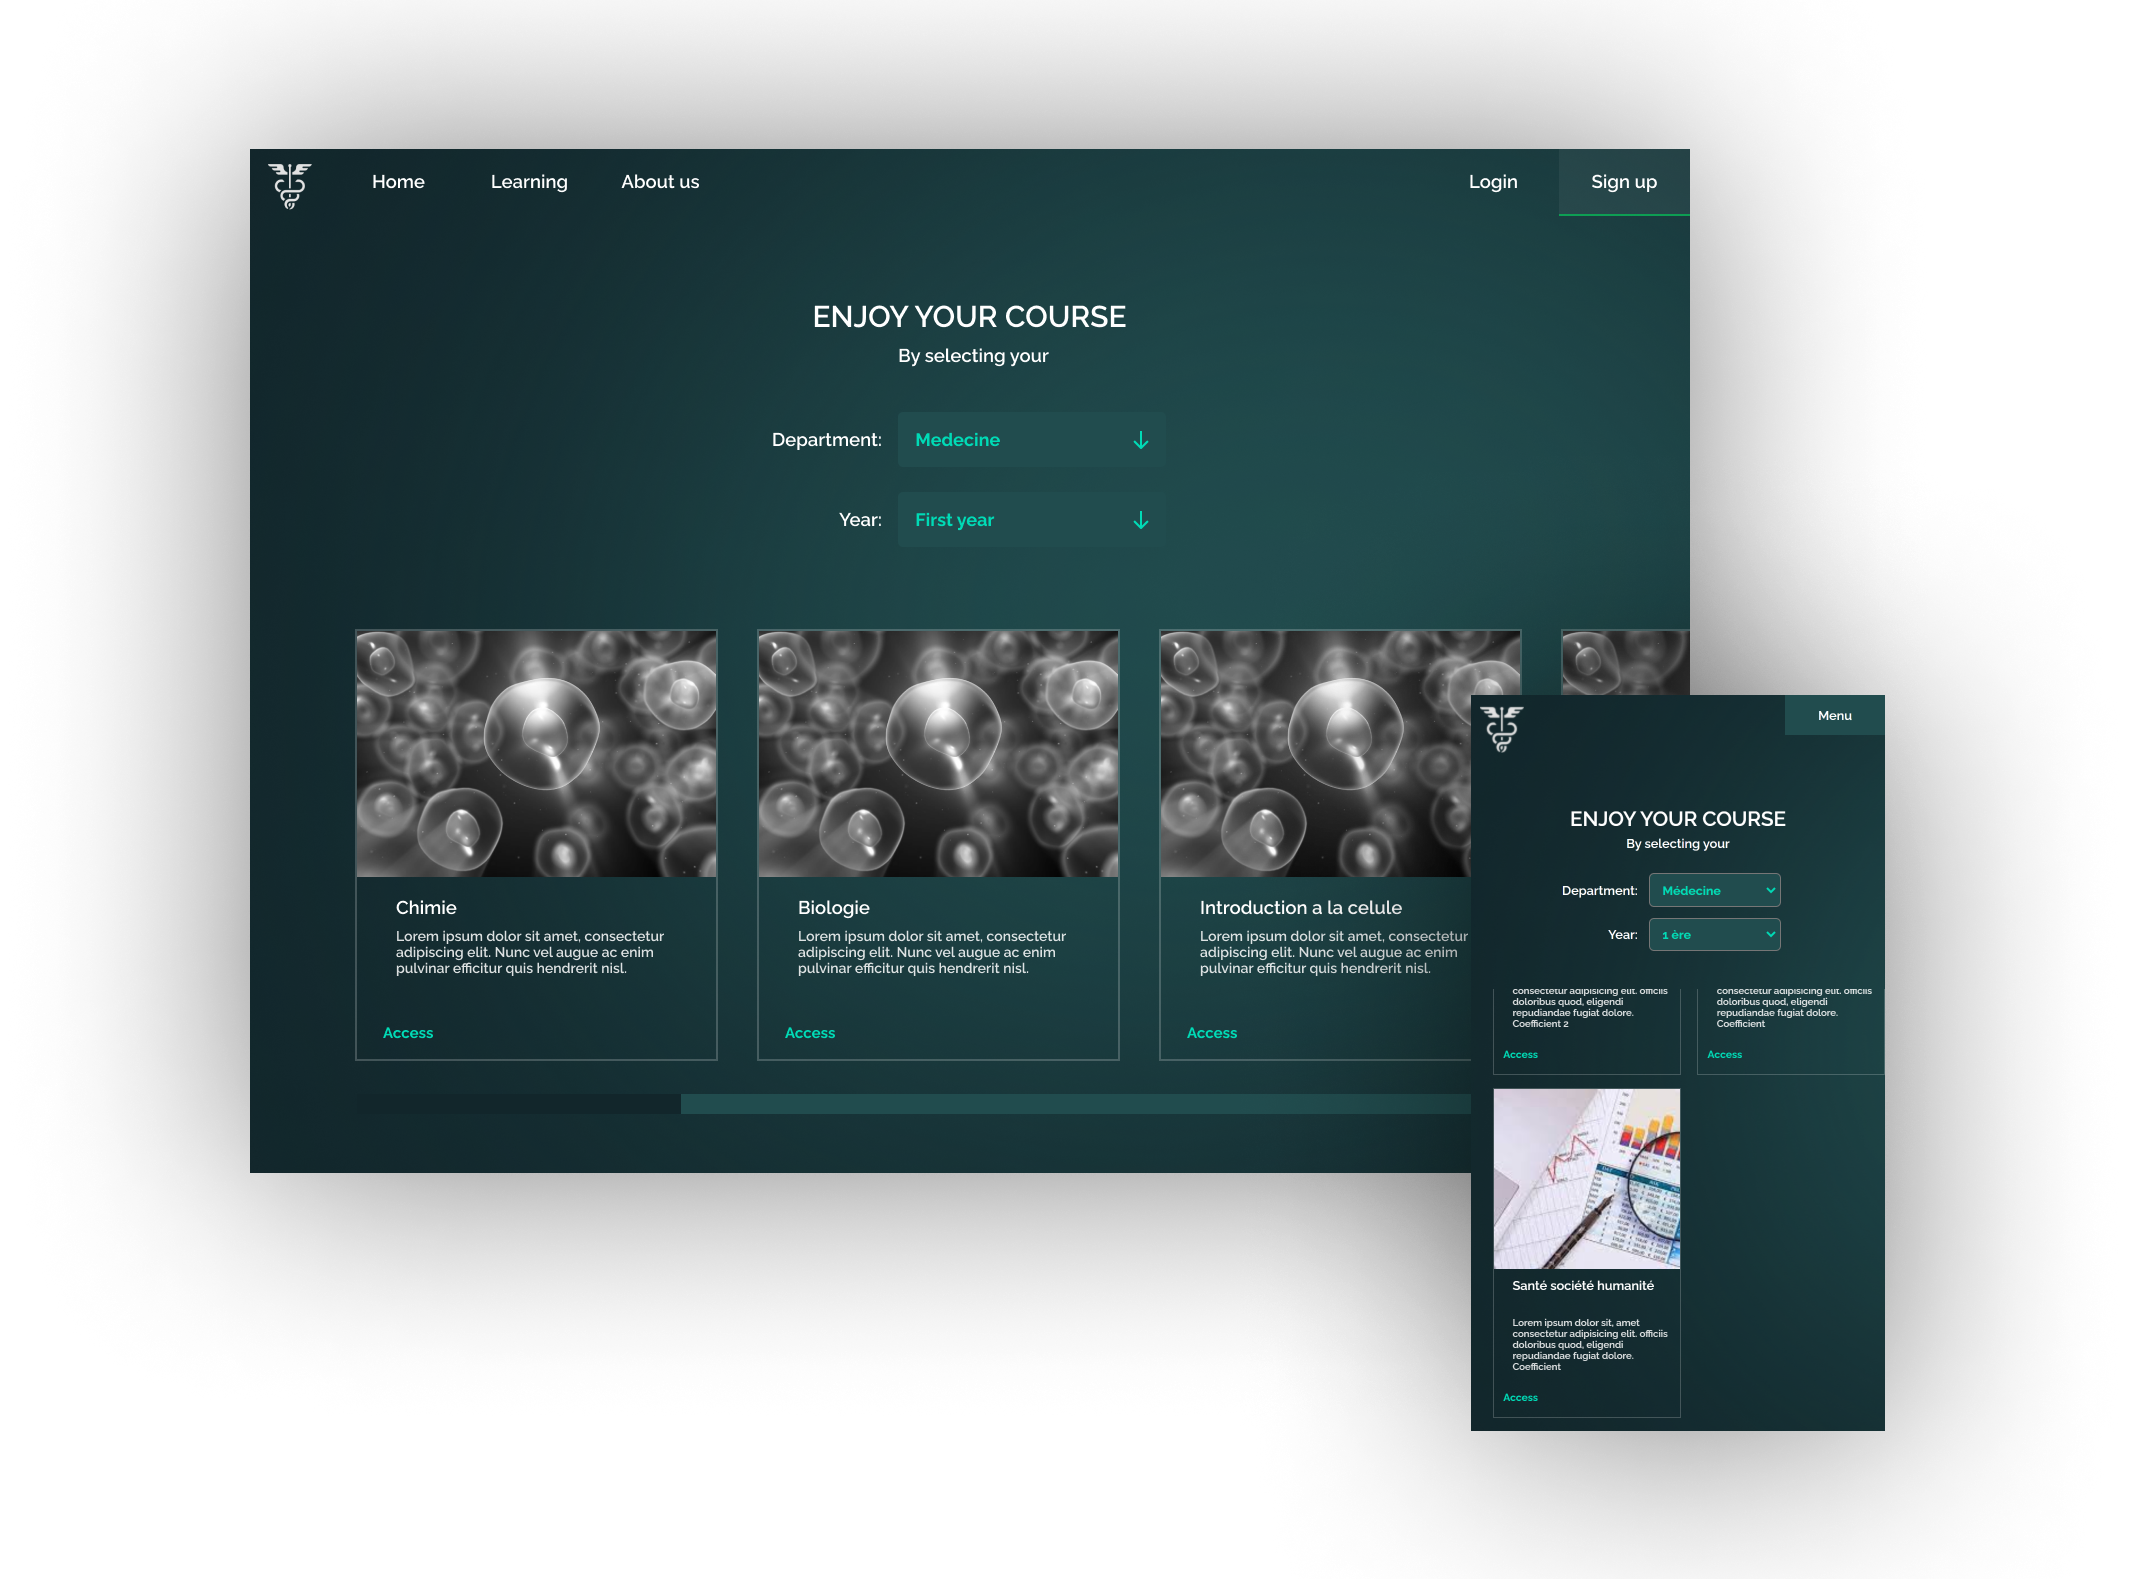 Home
Learning
About us
Login
Sign up
ENJOY YOUR COURSE
By selecting your
Department:
Medecine
Year:
First year
Chimie
Lorem ipsum dolor sit amet, consectetur
adipiscing elit. Nunc vel augue ac enim
pulvinar efficitur quis hendrerit nisl.
Access
Biologie
Lorem ipsum dolor sit amet, consectetur
adipiscing elit. Nunc vel augue ac enim
pulvinar efficitur quis hendrerit nisl.
Access
Introduction a la celule
Lorem ipsum dolor sit amet, consectetur
adipiscing elit. Nunc vel augue ac enim
pulvinar efficitur quis hendrerit nisl.
Access
Menu
ENJOY YOUR COURSE
By selecting your
Department:
Médecine
Year:
1 ère
consectetur adipisicing elit. officiis
doloribus quod, eligendi
repudiandae fugiat dolore.
Coefficient 2
Access
consectetur adipisicing elit. officiis
doloribus quod, eligendi
repudiandae fugiat dolore.
Coefficient
Access
Santé société humanité
Lorem ipsum dolor sit, amet
consectetur adipisicing elit. officiis
doloribus quod, eligendi
repudiandae fugiat dolore.
Coefficient
Access